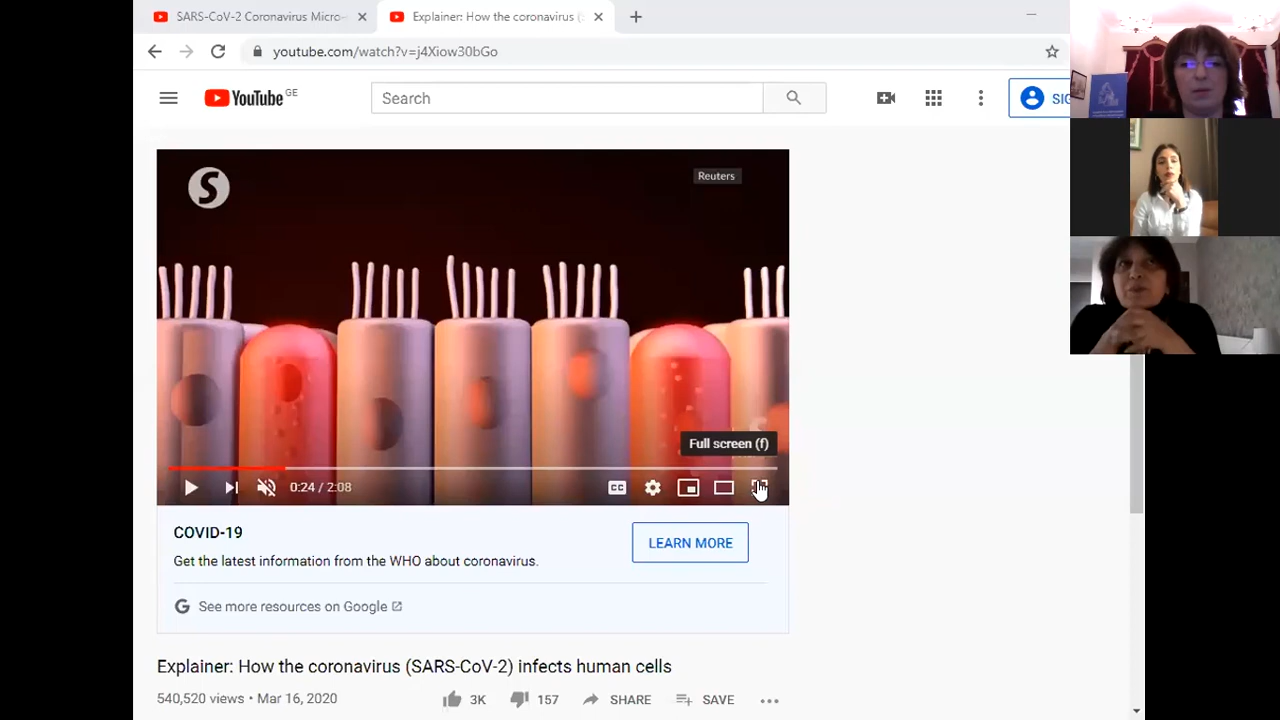 SARS-CoV-2 Coronavirus Micro-
Explainer: How the coronavirus (
youtube.com/watch?v=j4Xiow30bGo
YouTube GE
Search
SIG
S
Reuters
Full screen (f)
0:24 / 2:08
CC
COVID-19
Get the latest information from the WHO about coronavirus.
LEARN MORE
G See more resources on Google
Explainer: How the coronavirus (SARS-CoV-2) infects human cells
540,520 views • Mar 16, 2020
3K
157
SHARE
SAVE